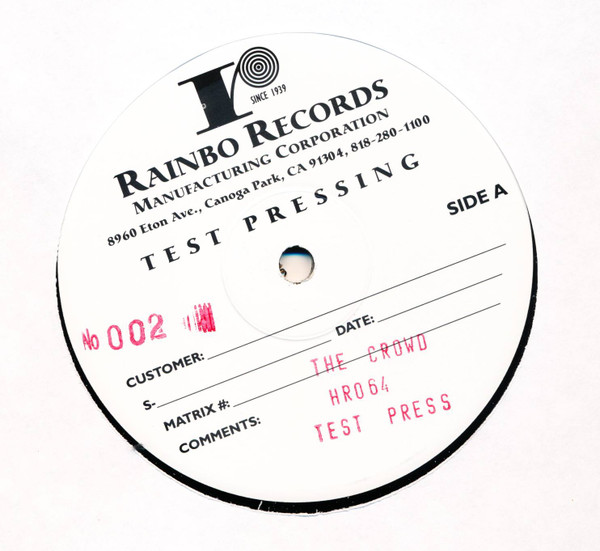 r
SINCE 1939
RAINBO RECORDS
MANUFACTURING CORPORATION
8960 Eton Ave., Canoga Park, CA 91304, 818-280-1100
TEST PRESSING
SIDE A
No 002
CUSTOMER:
S- DATE:
MATRIX #:
COMMENTS:
THE CROWD
HR064
TEST PRESS